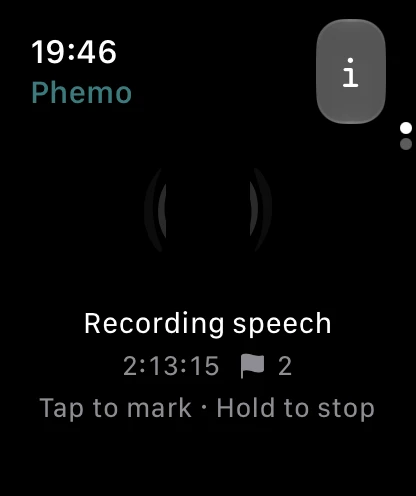 19:46
Phemo
i
Recording speech
2:13:15 2
Tap to mark · Hold to stop